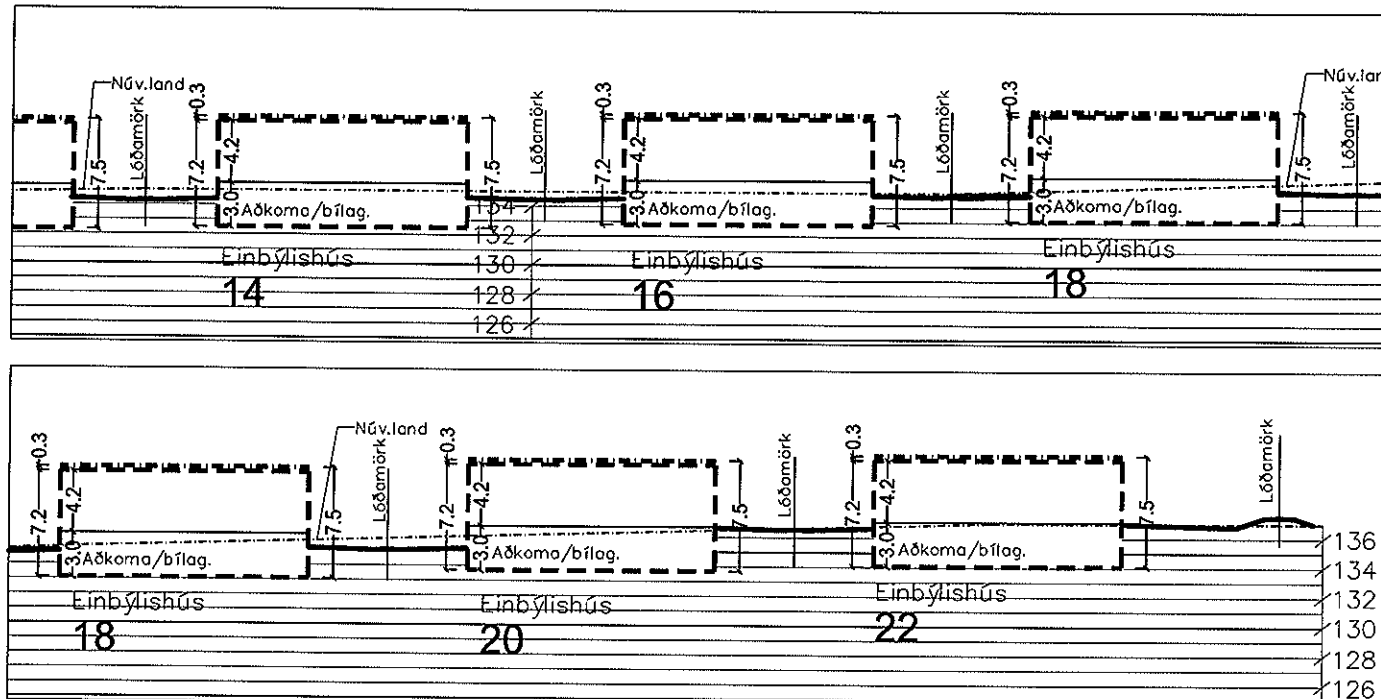 Núv.land
Lóðamörk
0.3
7.2
4.2
3.0
7.5
7.5
Aðkoma/bílag.
Einbýlishús
14
Lóðamörk
134
132
130
128
126
0.3
7.2
4.2
3.0
7.5
Aðkoma/bílag.
Einbýlishús
16
Lóðamörk
0.3
7.2
4.2
3.0
7.5
Aðkoma/bílag.
Einbýlishús
18
Núv.lan
Lóðamörk
0.3
7.2
4.2
3.0
7.5
Aðkoma/bílag.
Einbýlishús
18
Núv.land
Lóðamörk
0.3
7.2
4.2
3.0
7.5
Aðkoma/bílag.
Einbýlishús
20
Lóðamörk
0.3
7.2
4.2
3.0
7.5
Aðkoma/bílag.
Einbýlishús
22
Lóðamörk
136
134
132
130
128
126